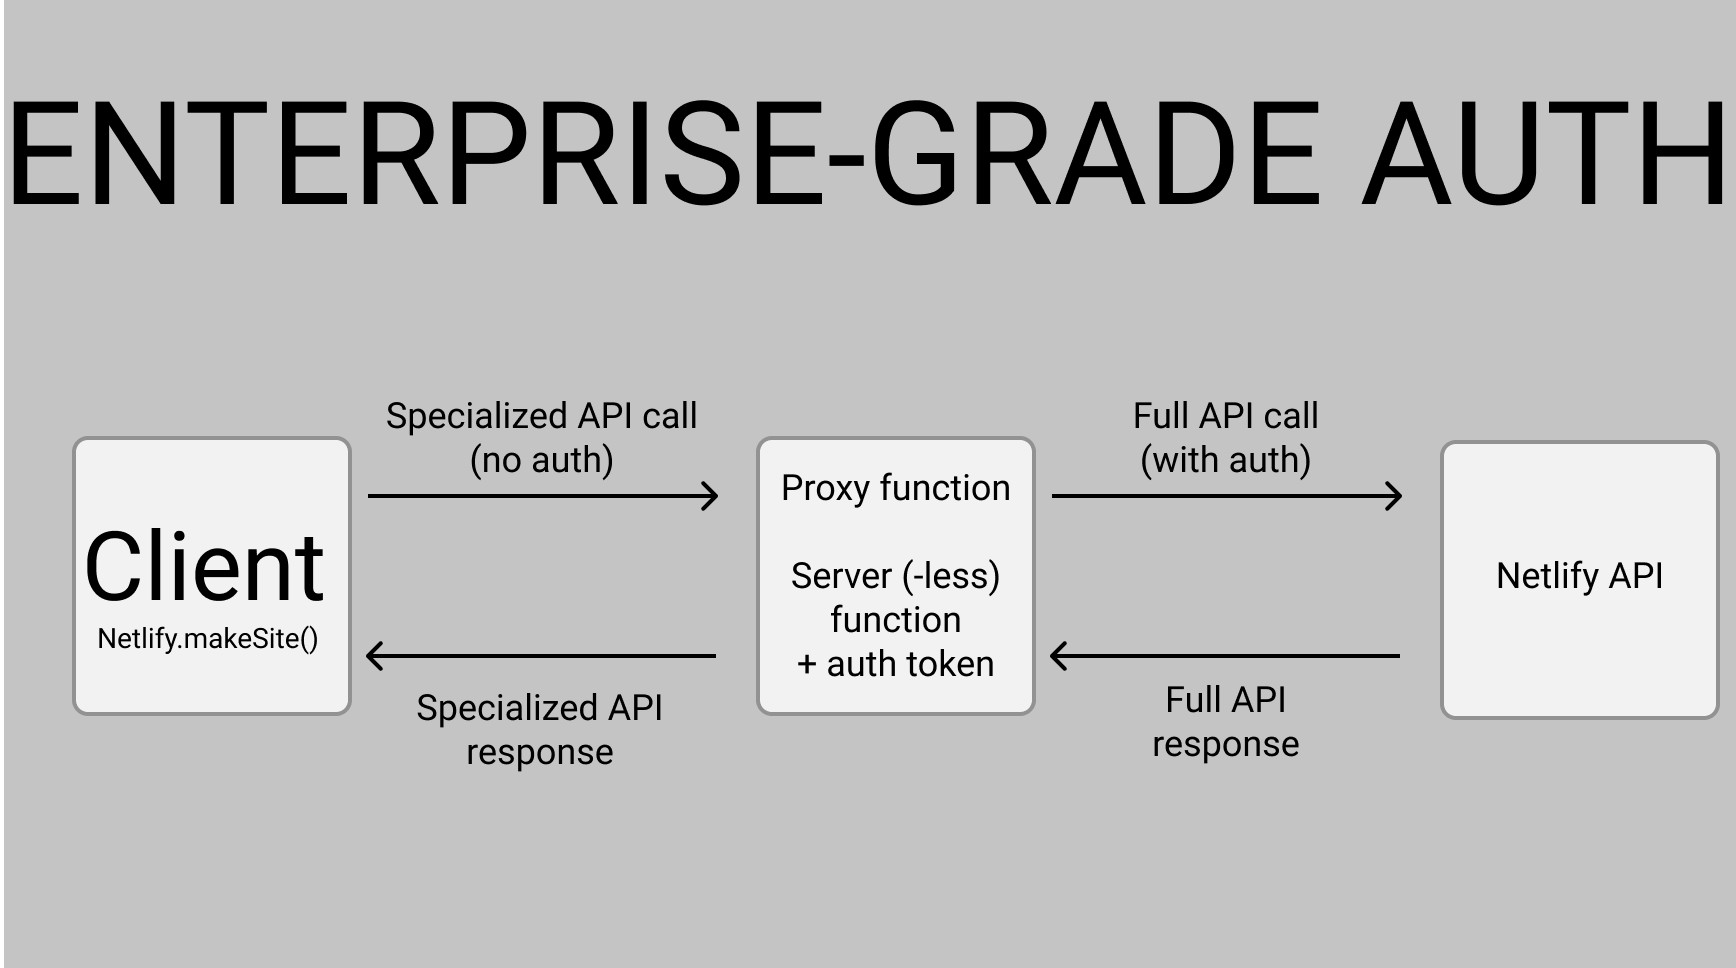 ENTERPRISE-GRADE AUTH
Specialized API call
(no auth)
Full API call
(with auth)
Client
Netlify.makeSite()
Proxy function
Server (-less)
function
+ auth token
Netlify API
Specialized API
response
Full API
response